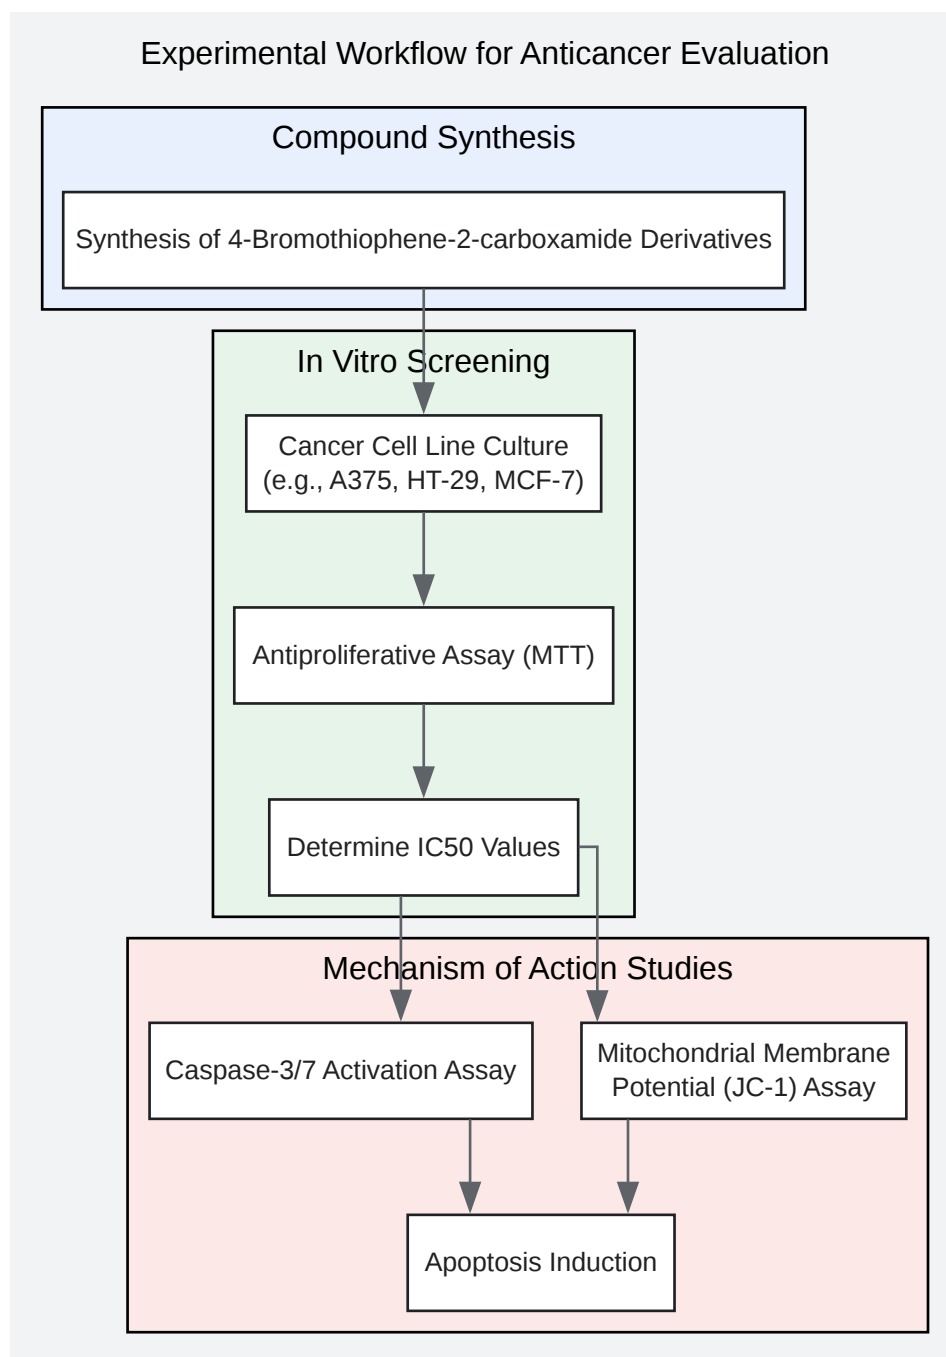 Experimental Workflow for Anticancer Evaluation
Compound Synthesis
Synthesis of 4-Bromothiophene-2-carboxamide Derivatives
In Vitro Screening
Cancer Cell Line Culture
(e.g., A375, HT-29, MCF-7)
Antiproliferative Assay (MTT)
Determine IC50 Values
Mechanism of Action Studies
Caspase-3/7 Activation Assay
Mitochondrial Membrane
Potential (JC-1) Assay
Apoptosis Induction